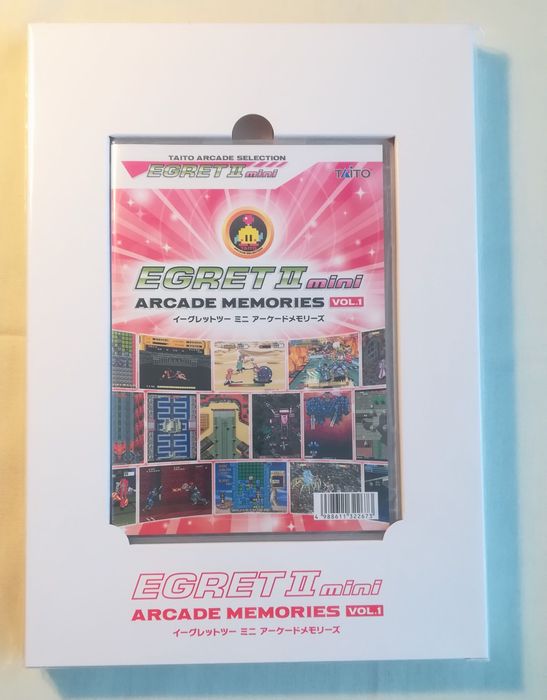 TAITO ARCADE SELECTION
EGRET II mini
TAITO
EGRET II mini
ARCADE MEMORIES VOL.1
イーグレットツー ミニ アーケードメモリーズ
4 988611 322673
EGRET II mini
ARCADE MEMORIES VOL.1
イーグレットツー ミニ アーケードメモリーズ